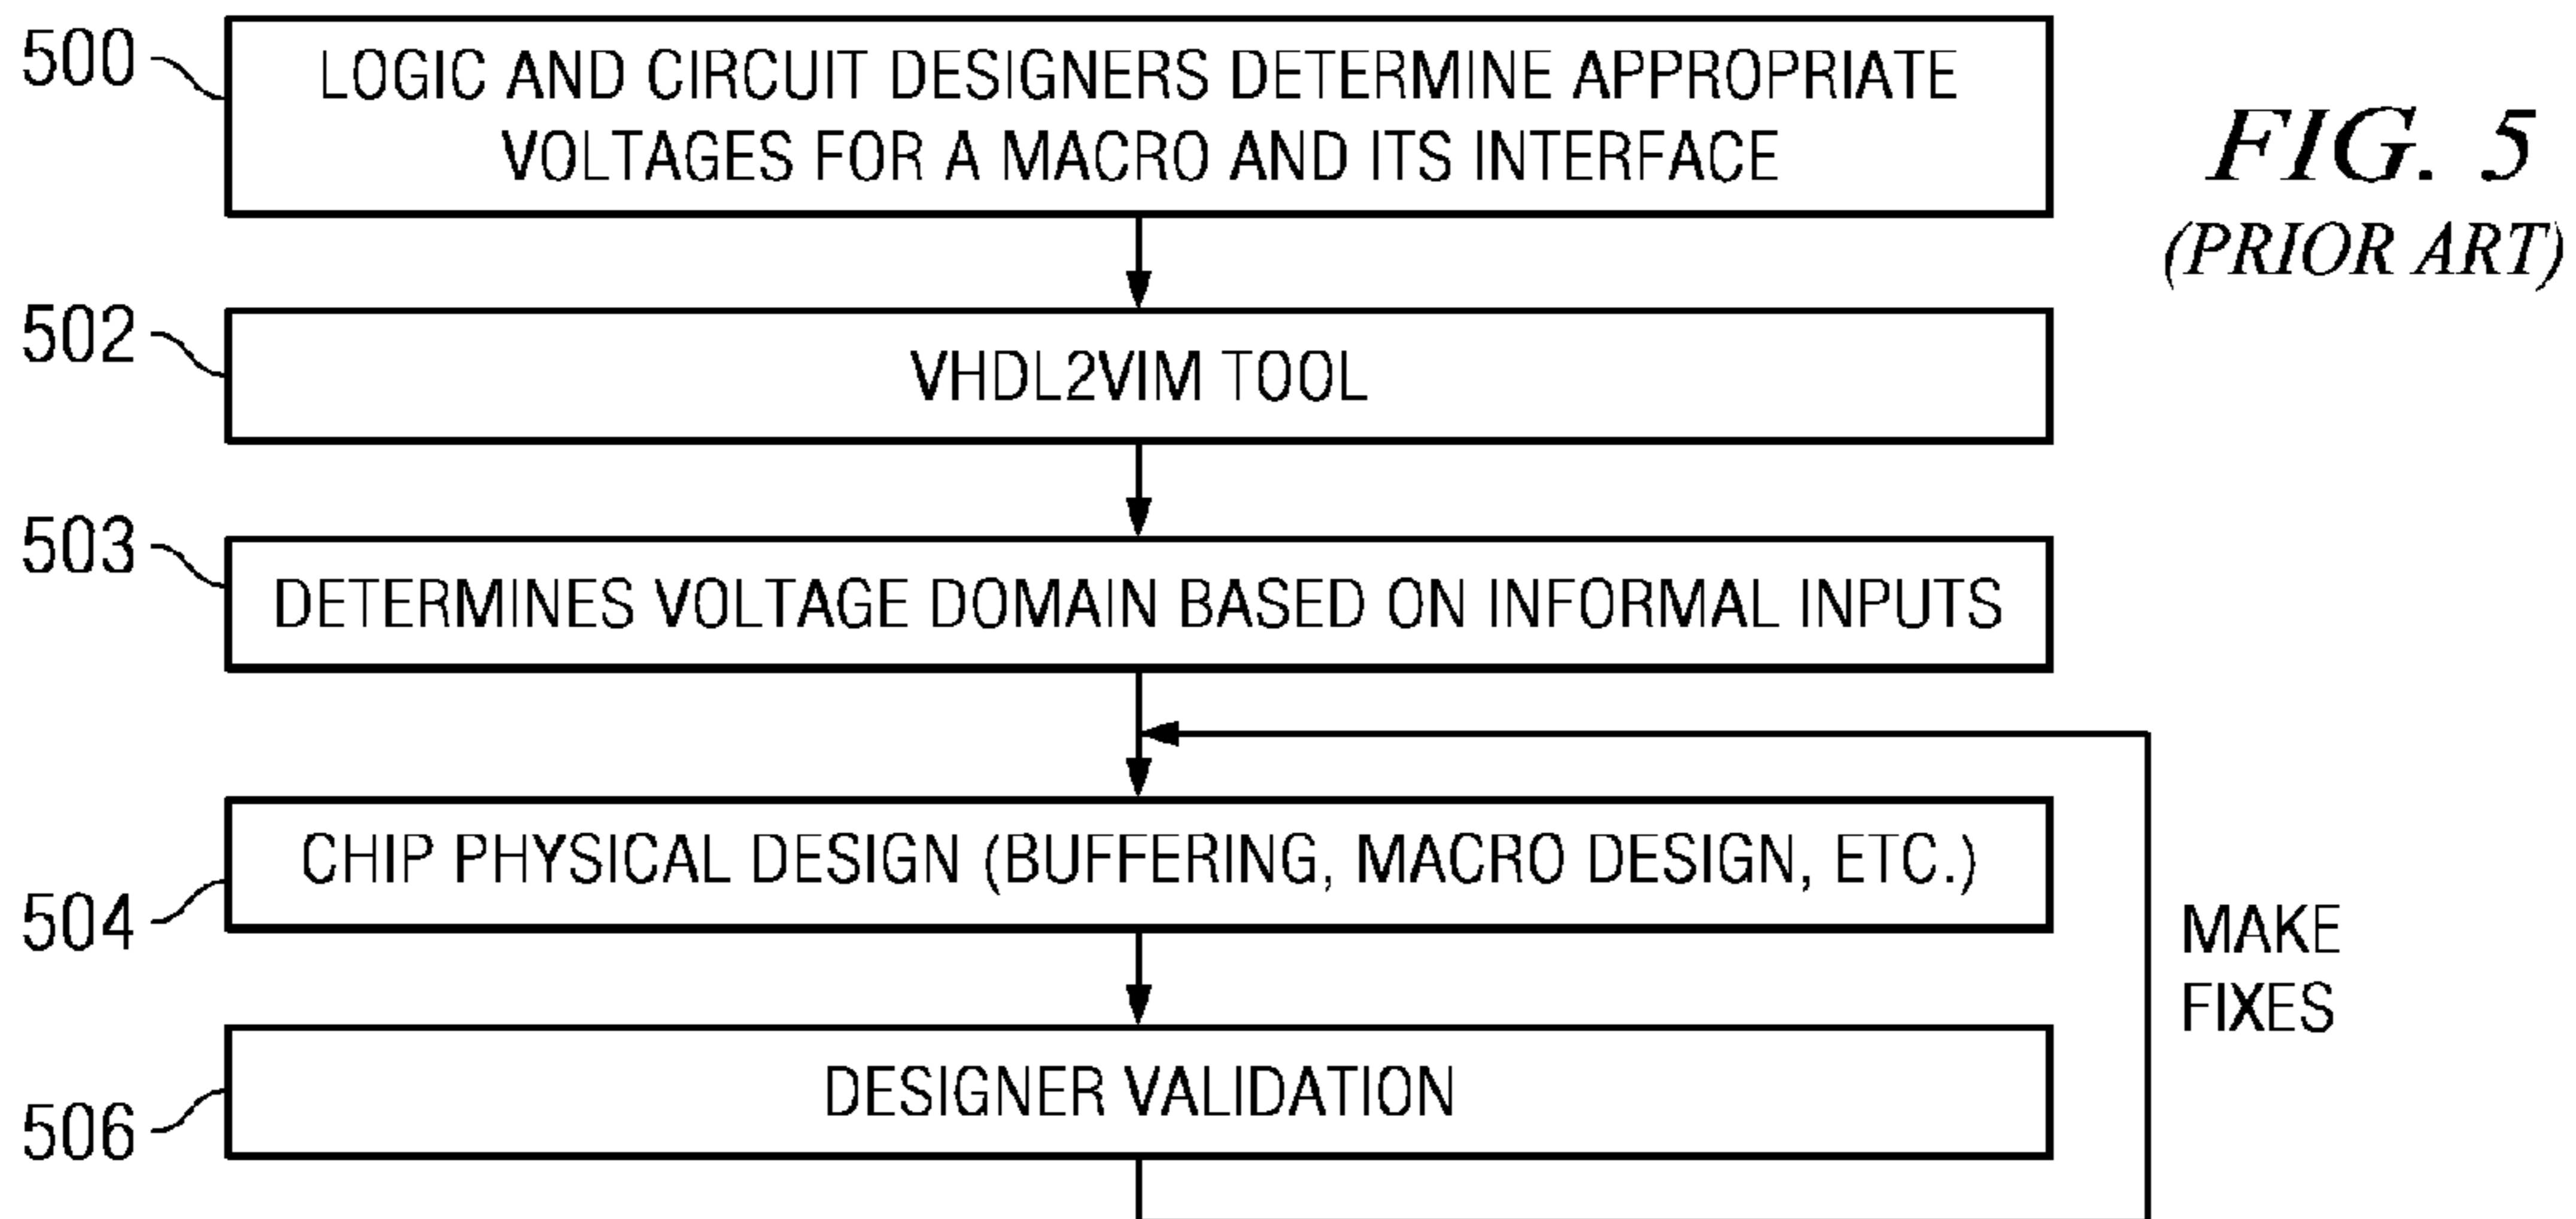 500
LOGIC AND CIRCUIT DESIGNERS DETERMINE APPROPRIATE
VOLTAGES FOR A MACRO AND ITS INTERFACE
FIG. 5
(PRIOR ART)
502
VHDL2VIM TOOL
503
DETERMINES VOLTAGE DOMAIN BASED ON INFORMAL INPUTS
504
CHIP PHYSICAL DESIGN (BUFFERING, MACRO DESIGN, ETC.)
MAKE
FIXES
506
DESIGNER VALIDATION